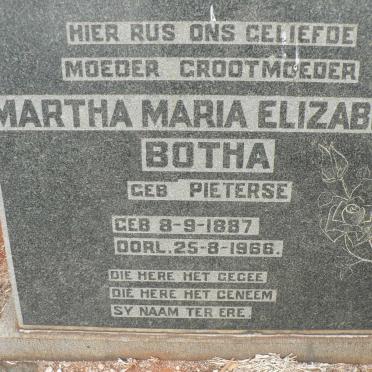 HIER RUS ONS GELIEFDE
MOEDER GROOTMOEDER
MARTHA MARIA ELIZAB
BOTHA
GEB PIETERSE
GEB 8-9-1887
OORL. 25-8-1966.
DIE HERE HET GEGEE
DIE HERE HET GENEEM
SY NAAM TER ERE.